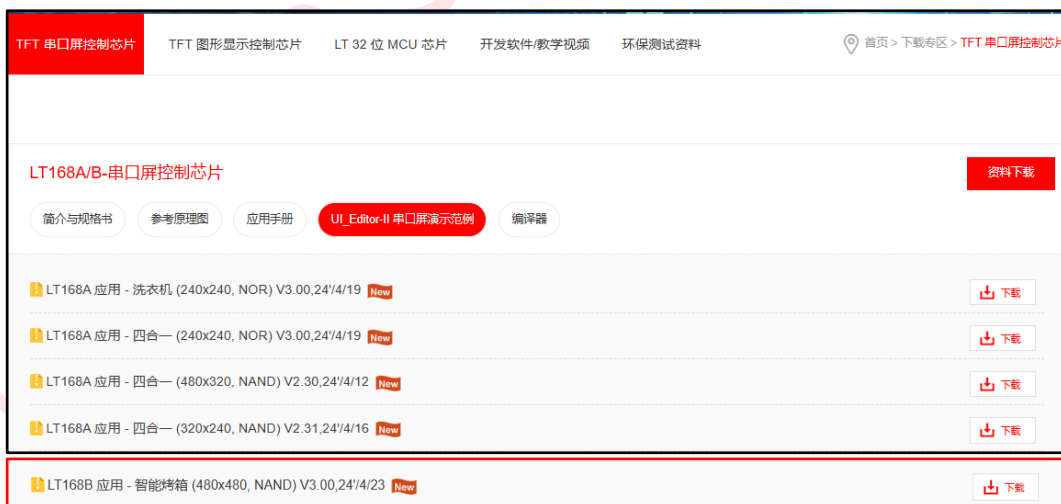 TFT 串口屏控制芯片 TFT 图形显示控制芯片 LT 32 位 MCU 芯片 开发软件/教学视频 环保测试资料 首页 > 下载专区 > TFT 串口屏控制芯片
LT168A/B-串口屏控制芯片 资料下载
简介与规格书 参考原理图 应用手册 UI_Editor-II 串口屏演示范例 编译器
LT168A 应用 - 洗衣机 (240x240, NOR) V3.00,24'/4/19 New 下载
LT168A 应用 - 四合一 (240x240, NOR) V3.00,24'/4/19 New 下载
LT168A 应用 - 四合一 (480x320, NAND) V2.30,24'/4/12 New 下载
LT168A 应用 - 四合一 (320x240, NAND) V2.31,24'/4/16 New 下载
LT168B 应用 - 智能烤箱 (480x480, NAND) V3.00,24'/4/23 New 下载